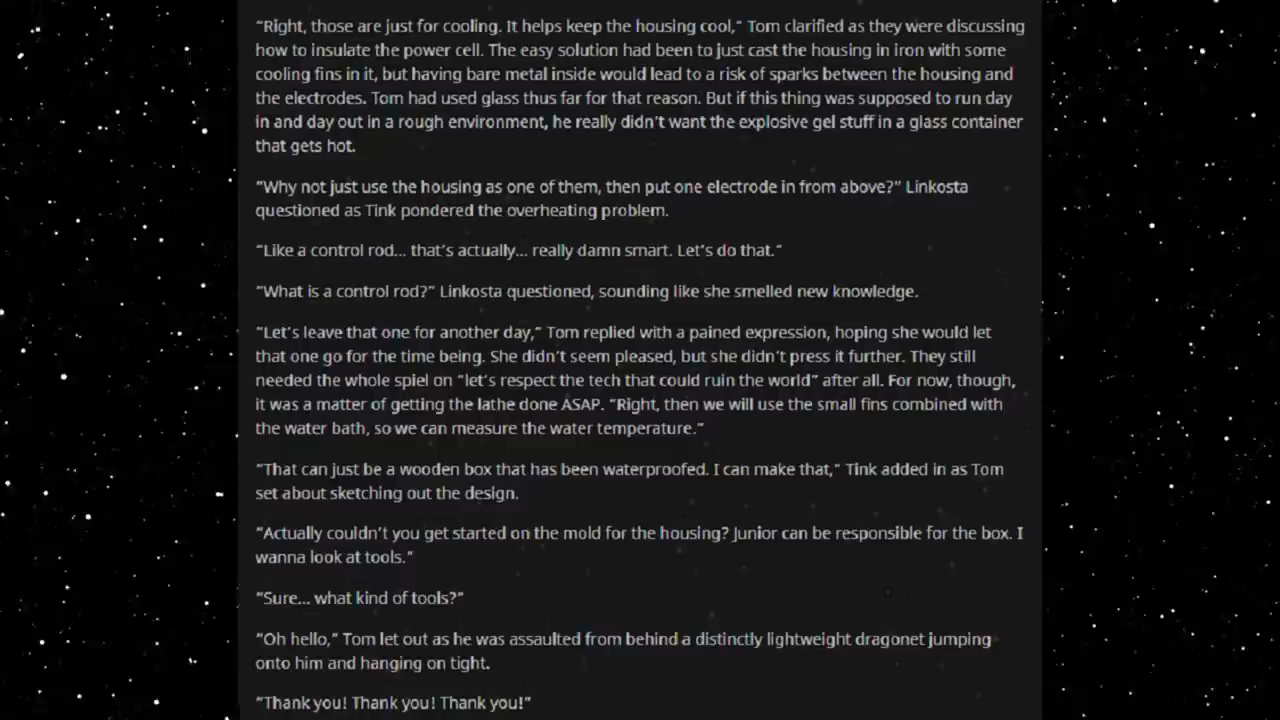 “Right, those are just for cooling. It helps keep the housing cool,” Tom clarified as they were discussing
how to insulate the power cell. The easy solution had been to just cast the housing in iron with some
cooling fins in it, but having bare metal inside would lead to a risk of sparks between the housing and
the electrodes. Tom had used glass thus far for that reason. But if this thing was supposed to run day
in and day out in a rough environment, he really didn’t want the explosive gel stuff in a glass container
that gets hot.
“Why not just use the housing as one of them, then put one electrode in from above?” Linkosta
questioned as Tink pondered the overheating problem.
“Like a control rod... that’s actually... really damn smart. Let’s do that.”
“What is a control rod?” Linkosta questioned, sounding like she smelled new knowledge.
“Let’s leave that one for another day,” Tom replied with a pained expression, hoping she would let
that one go for the time being. She didn’t seem pleased, but she didn’t press it further. They still
needed the whole spiel on “let’s respect the tech that could ruin the world” after all. For now, though,
it was a matter of getting the lathe done ASAP. “Right, then we will use the small fins combined with
the water bath, so we can measure the water temperature.”
“That can just be a wooden box that has been waterproofed. I can make that,” Tink added in as Tom
set about sketching out the design.
“Actually couldn’t you get started on the mold for the housing? Junior can be responsible for the box. I
wanna look at tools.”
“Sure... what kind of tools?”
“Oh hello,” Tom let out as he was assaulted from behind a distinctly lightweight dragonet jumping
onto him and hanging on tight.
“Thank you! Thank you! Thank you!”